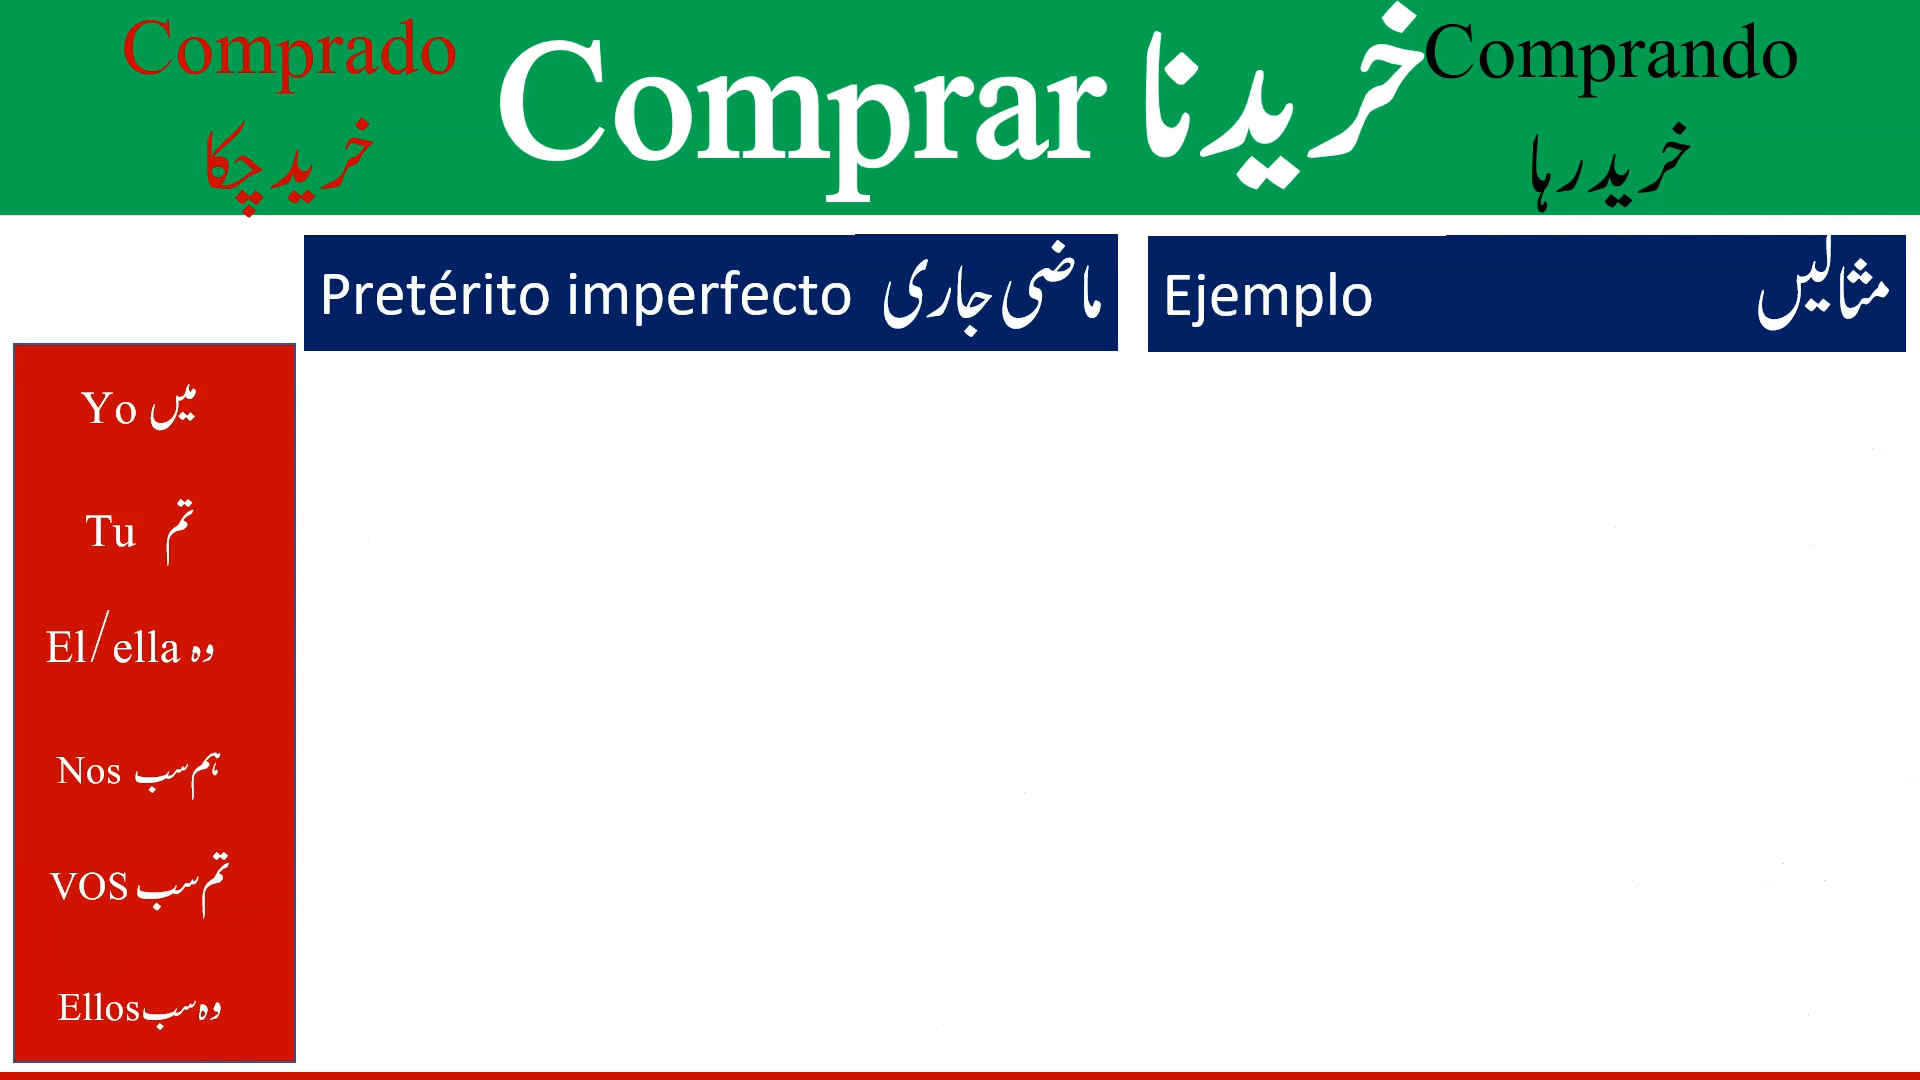 Comprado
خرید چکا
Comprar خریدنا
Comprando
خرید رہا
Pretérito imperfecto ماضی جاری
Ejemplo مثالیں
Yo میں
Tu تم
El/ella وہ
Nos ہم سب
VOS تم سب
Ellos وہ سب